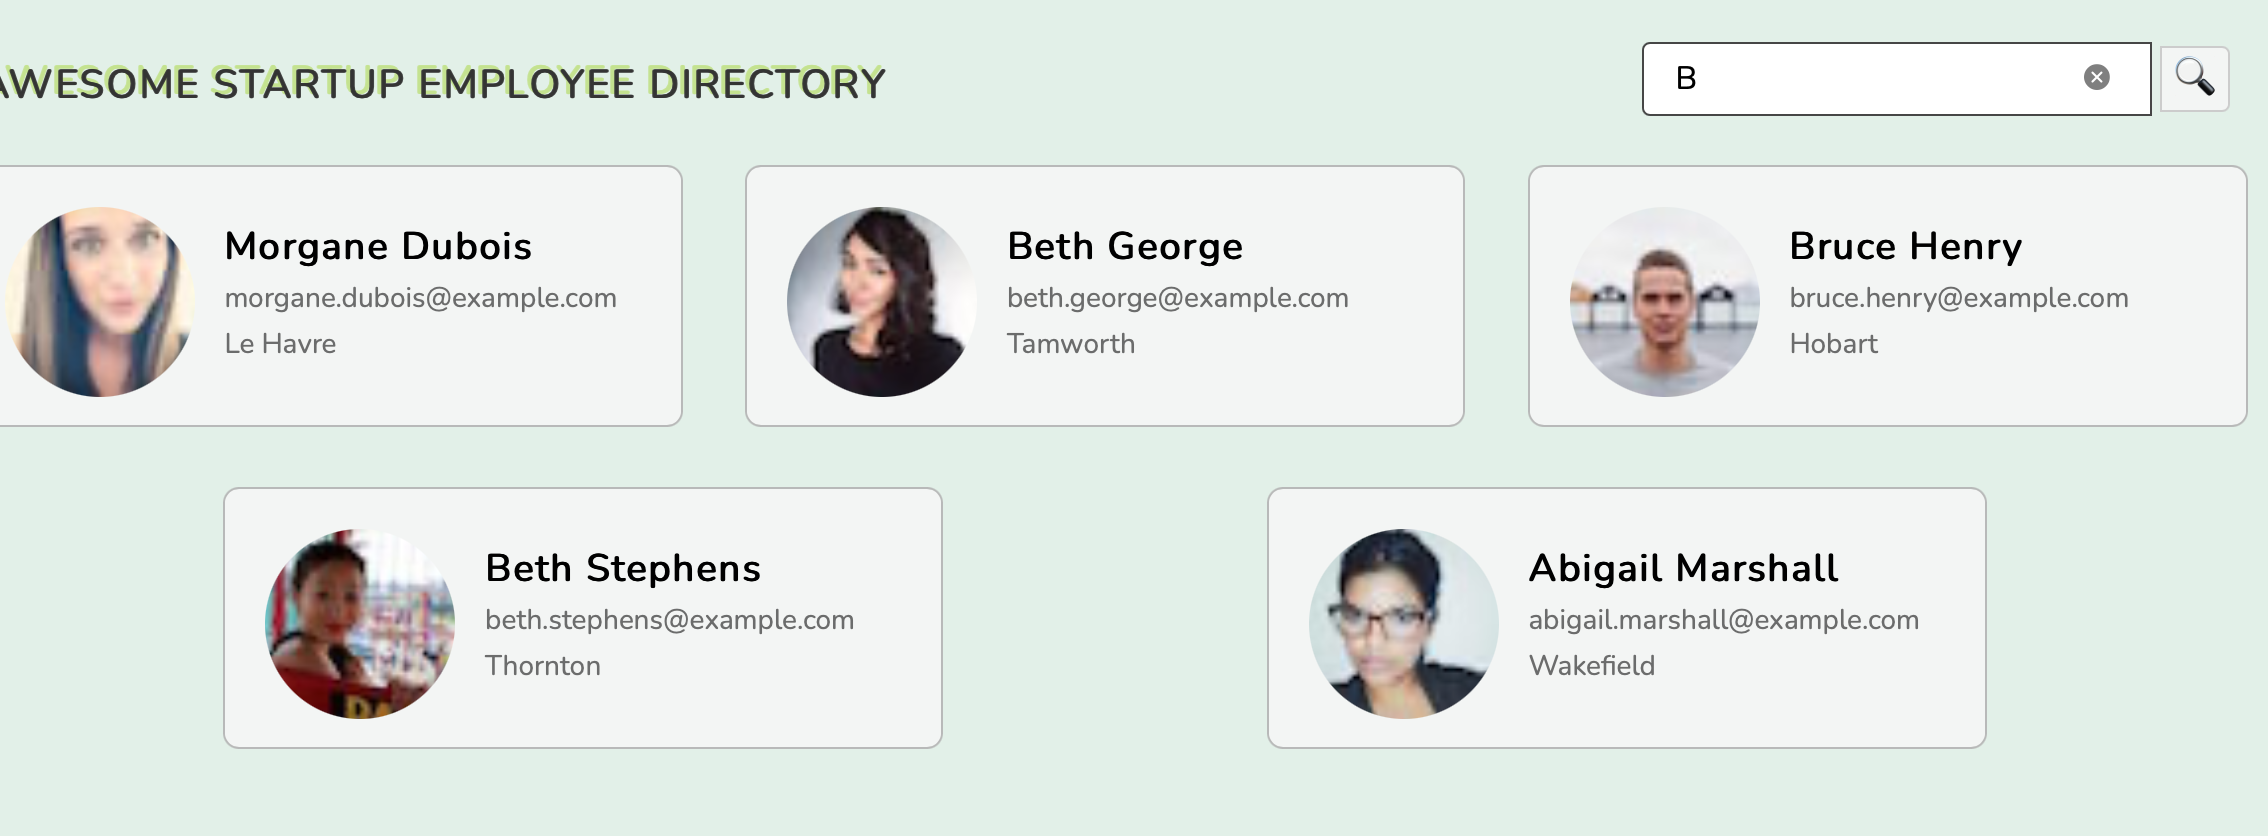 AWESOME STARTUP EMPLOYEE DIRECTORY
B
Morgane Dubois
morgane.dubois@example.com
Le Havre
Beth George
beth.george@example.com
Tamworth
Bruce Henry
bruce.henry@example.com
Hobart
Beth Stephens
beth.stephens@example.com
Thornton
Abigail Marshall
abigail.marshall@example.com
Wakefield